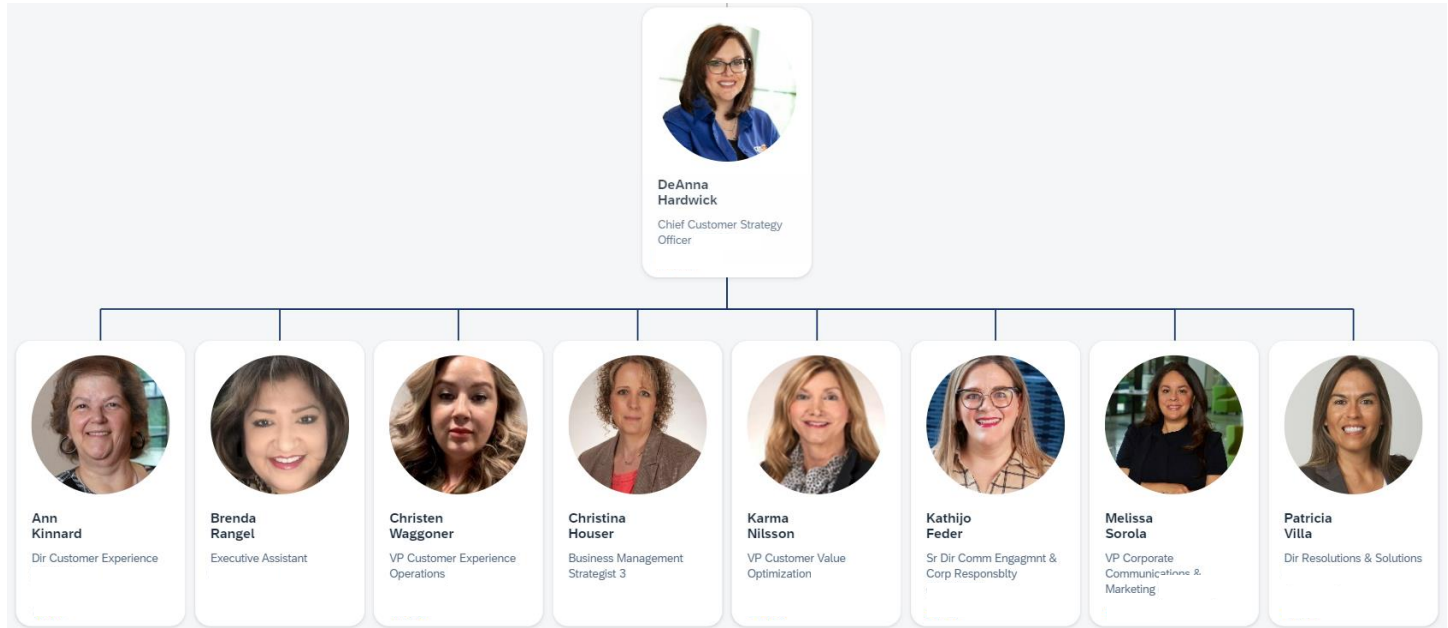 DeAnna
Hardwick
Chief Customer Strategy
Officer
Ann
Kinnard
Dir Customer Experience
Brenda
Rangel
Executive Assistant
Christen
Waggoner
VP Customer Experience
Operations
Christina
Houser
Business Management
Strategist 3
Karma
Nilsson
VP Customer Value
Optimization
Kathijo
Feder
Sr Dir Comm Engagmnt &
Corp Responsblty
Melissa
Sorola
VP Corporate
Communications &
Marketing
Patricia
Villa
Dir Resolutions & Solutions